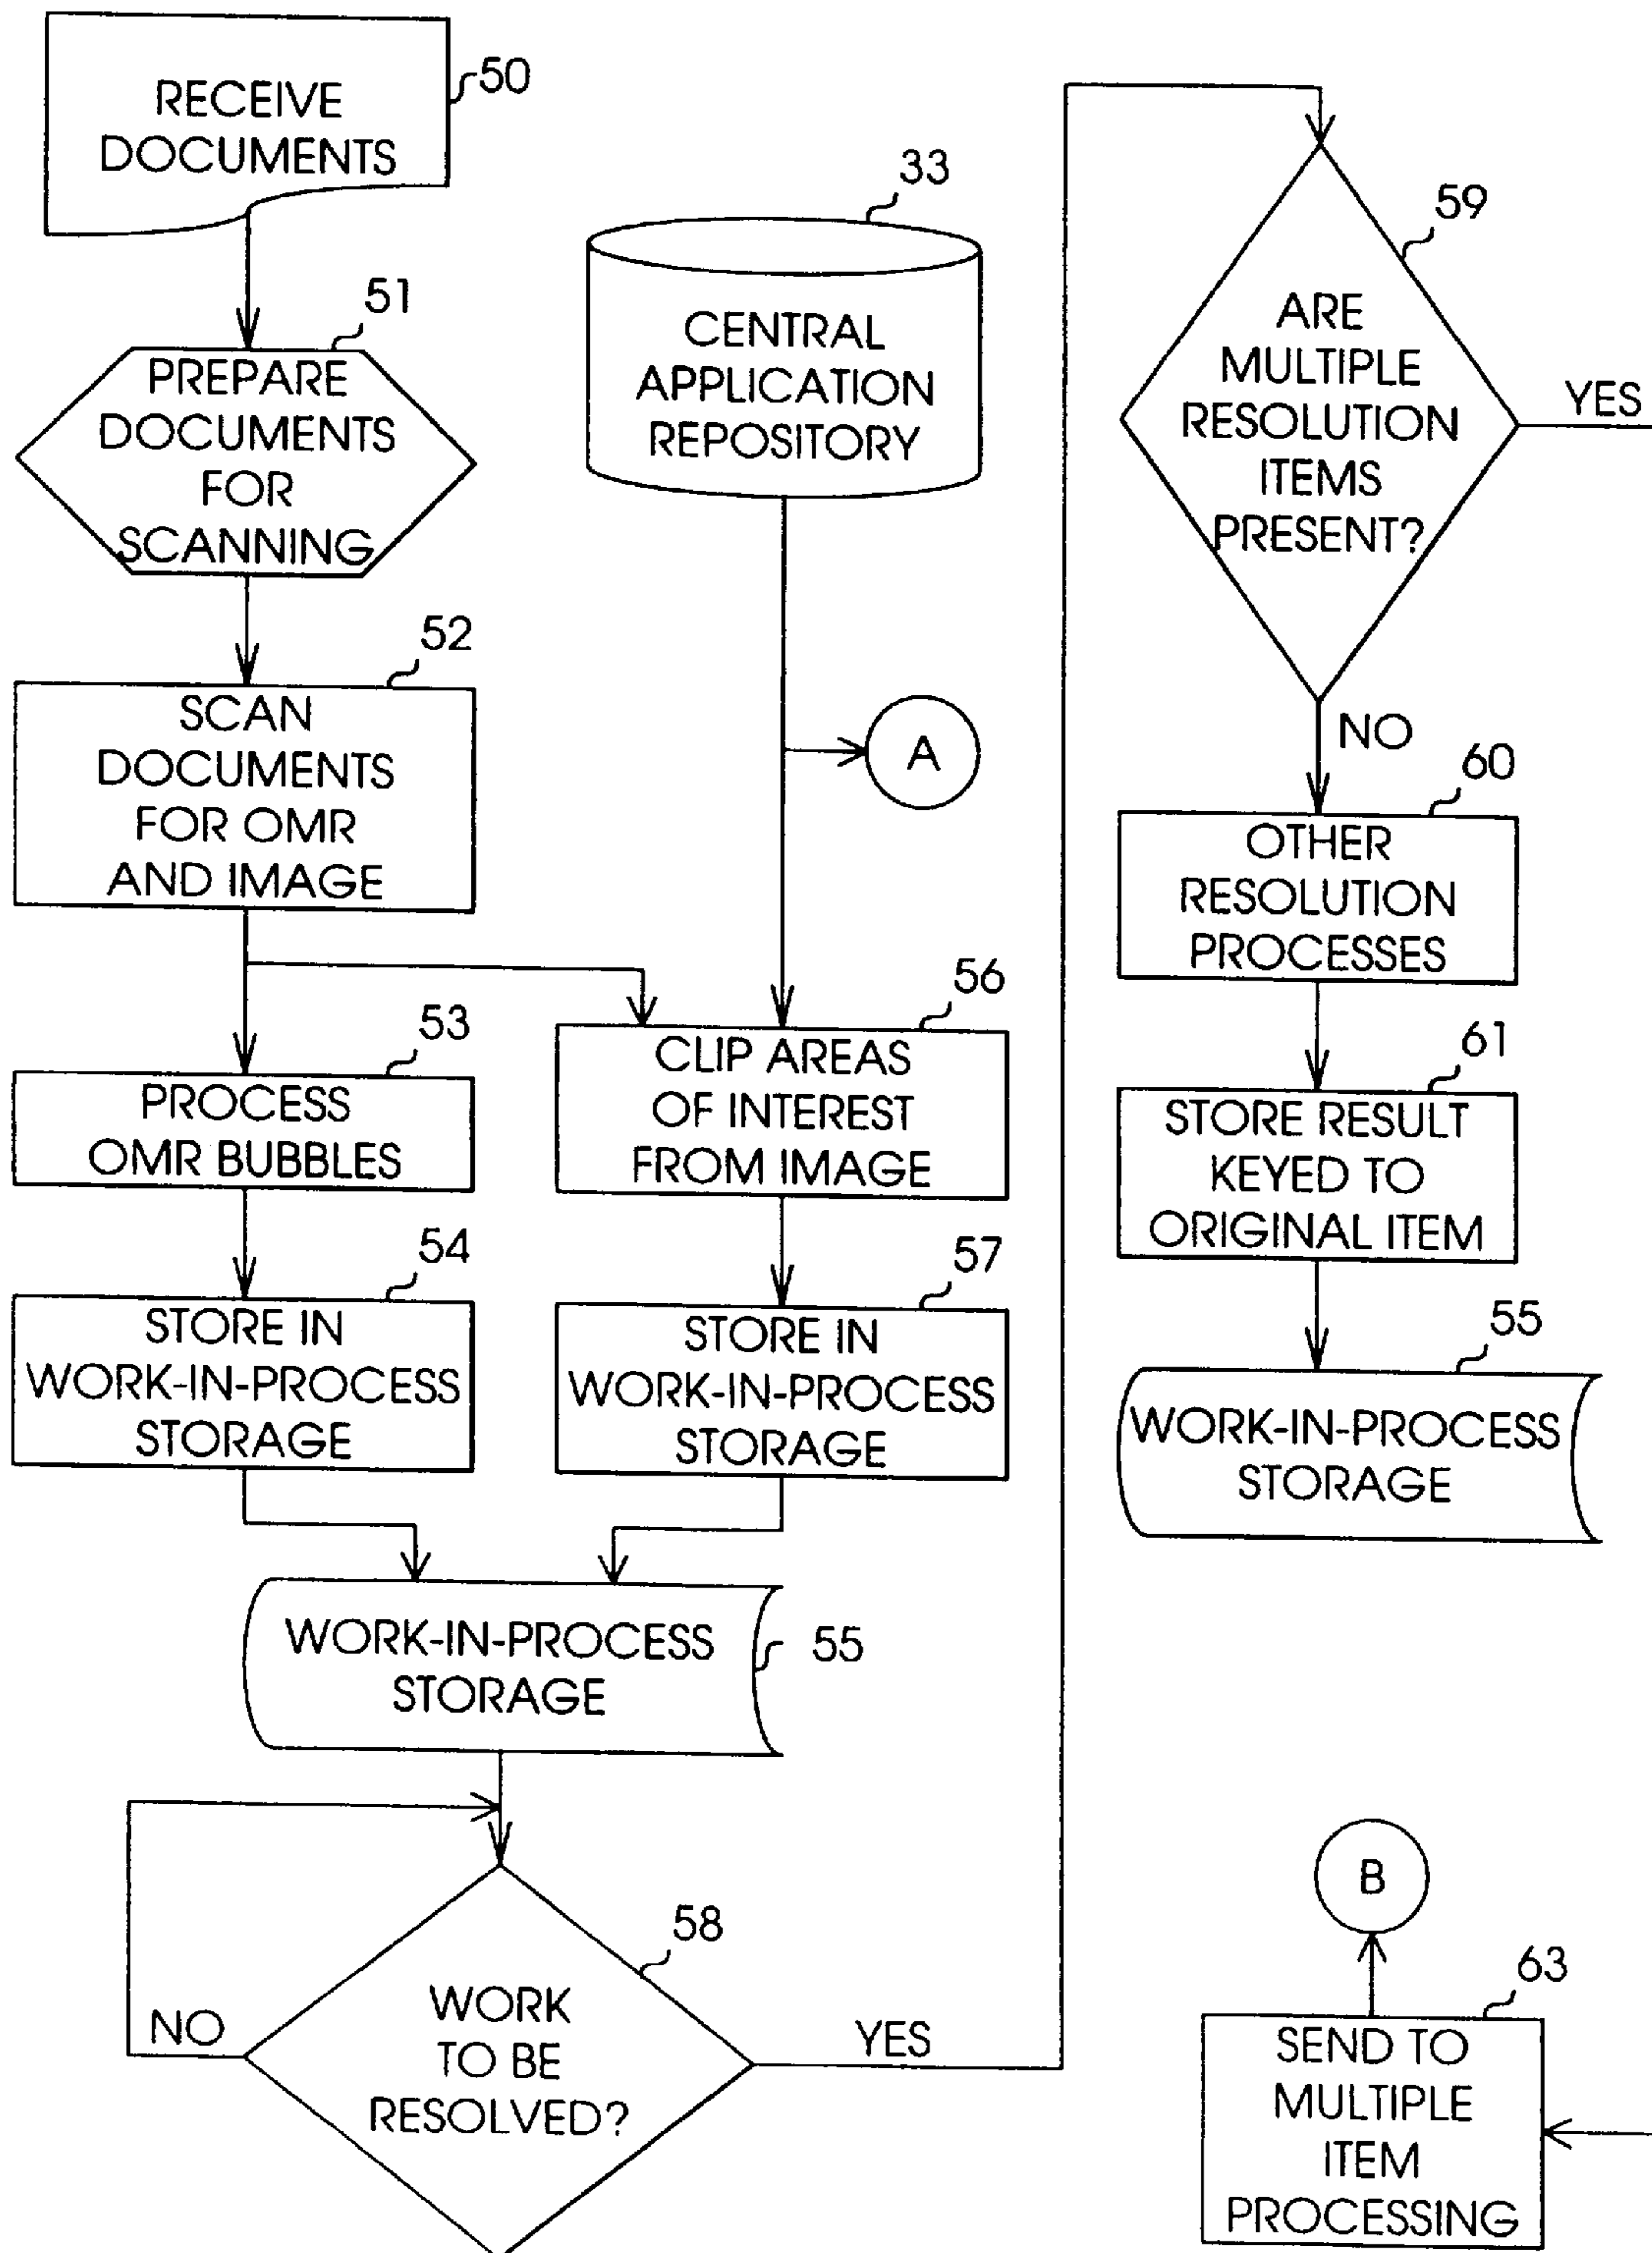 RECEIVE
DOCUMENTS
50
PREPARE
DOCUMENTS
FOR
SCANNING
51
SCAN
DOCUMENTS
FOR OMR
AND IMAGE
52
PROCESS
OMR BUBBLES
53
STORE IN
WORK-IN-PROCESS
STORAGE
54
33
CENTRAL
APPLICATION
REPOSITORY
A
56
CLIP AREAS
OF INTEREST
FROM IMAGE
57
STORE IN
WORK-IN-PROCESS
STORAGE
WORK-IN-PROCESS
STORAGE
55
58
WORK
TO BE
RESOLVED?
NO
YES
59
ARE
MULTIPLE
RESOLUTION
ITEMS
PRESENT?
YES
NO
60
OTHER
RESOLUTION
PROCESSES
61
STORE RESULT
KEYED TO
ORIGINAL ITEM
55
WORK-IN-PROCESS
STORAGE
B
63
SEND TO
MULTIPLE
ITEM
PROCESSING